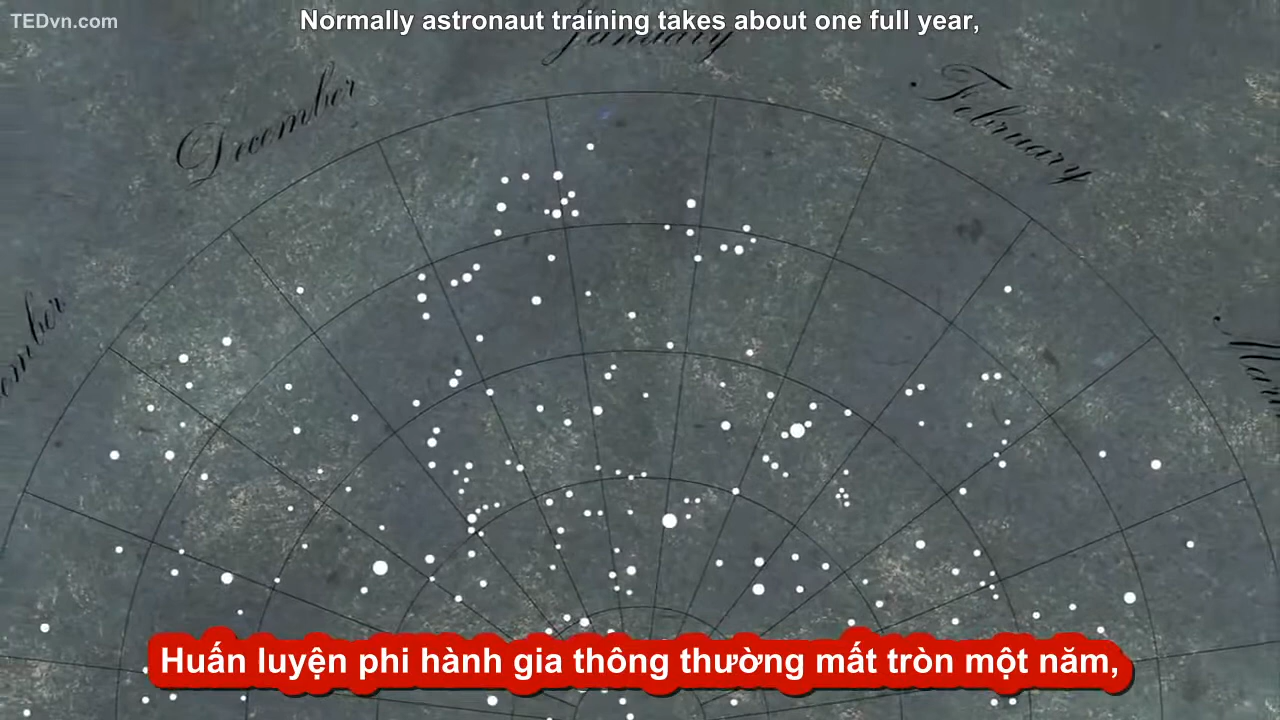 TEDvn.com
Normally astronaut training takes about one full year,
January
December
February
Huấn luyện phi hành gia thông thường mất tròn một năm,